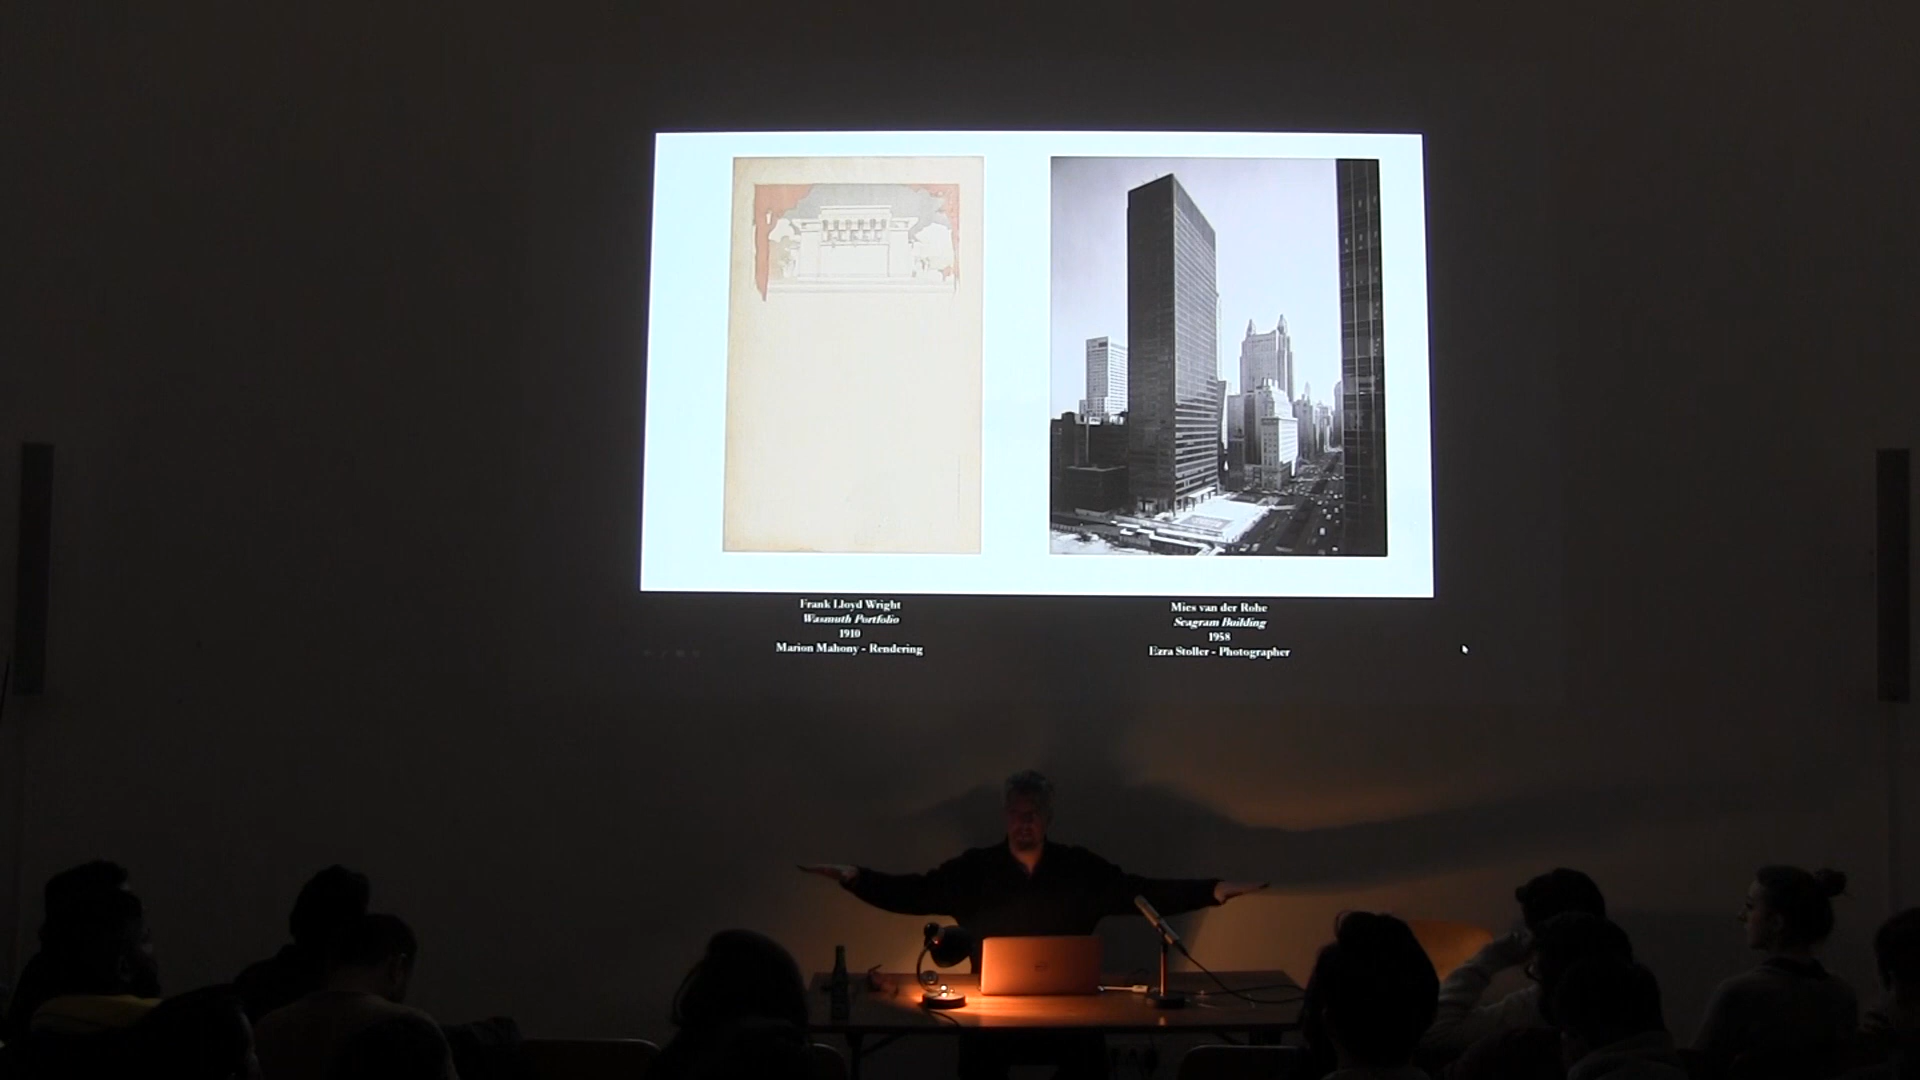 Frank Lloyd Wright
Wasmuth Portfolio
1910
Marion Mahony - Rendering
Mies van der Rohe
Seagram Building
1958
Ezra Stoller - Photographer